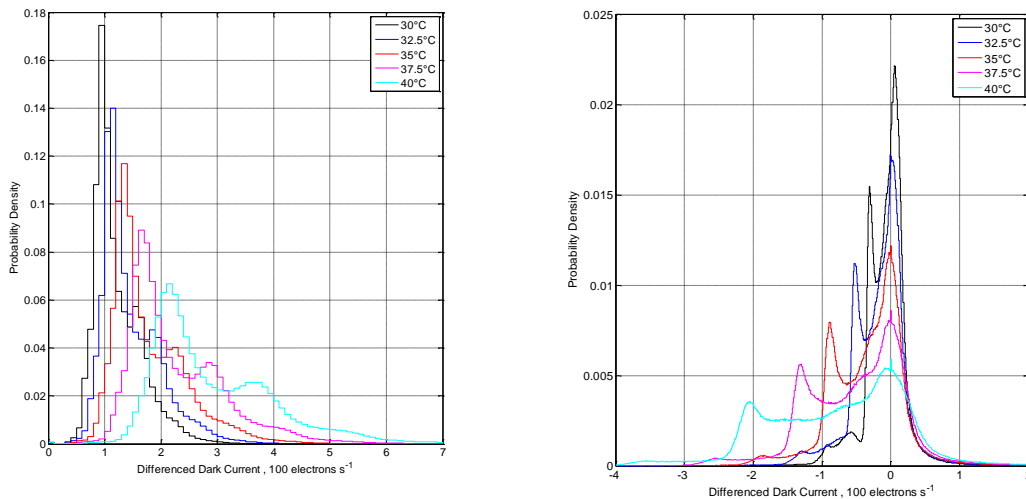 0.18
0.16
0.14
0.12
0.1
0.08
0.06
0.04
0.02
0
Probability Density
0 1 2 3 4 5 6 7
Differenced Dark Current , 100 electrons s-1
30°C
32.5°C
35°C
37.5°C
40°C
0.025
0.02
0.015
0.01
0.005
0
Probability Density
-4 -3 -2 -1 0 1
Differenced Dark Current , 100 electrons s-1
30°C
32.5°C
35°C
37.5°C
40°C